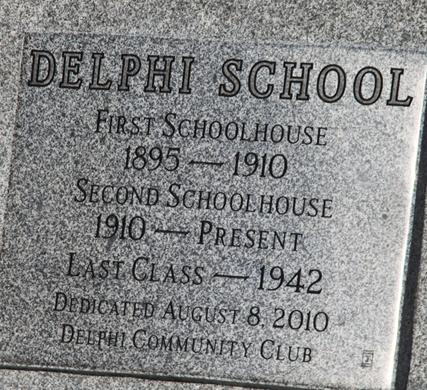 DELPHI SCHOOL
FIRST SCHOOLHOUSE
1895 — 1910
SECOND SCHOOLHOUSE
1910 — PRESENT
LAST CLASS — 1942
DEDICATED AUGUST 8, 2010
DELPHI COMMUNITY CLUB